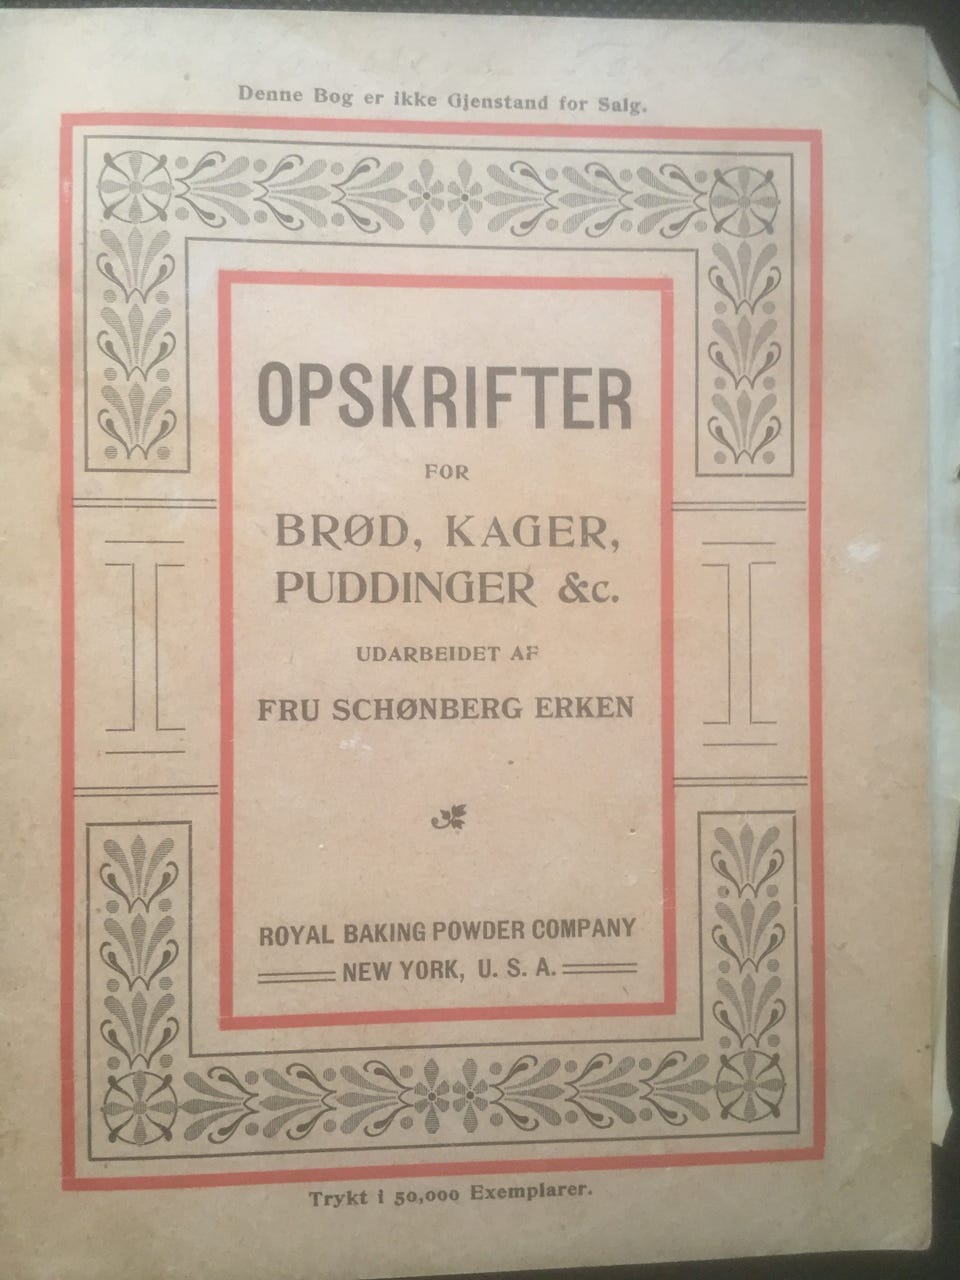 Denne Bog er ikke Gjenstand for Salg.
OPSKRIFTER
FOR
BRØD, KAGER,
PUDDINGER &c.
UDARBEIDET AF
FRU SCHØNBERG ERKEN
ROYAL BAKING POWDER COMPANY
NEW YORK, U. S. A.
Trykt i 50,000 Exemplarer.